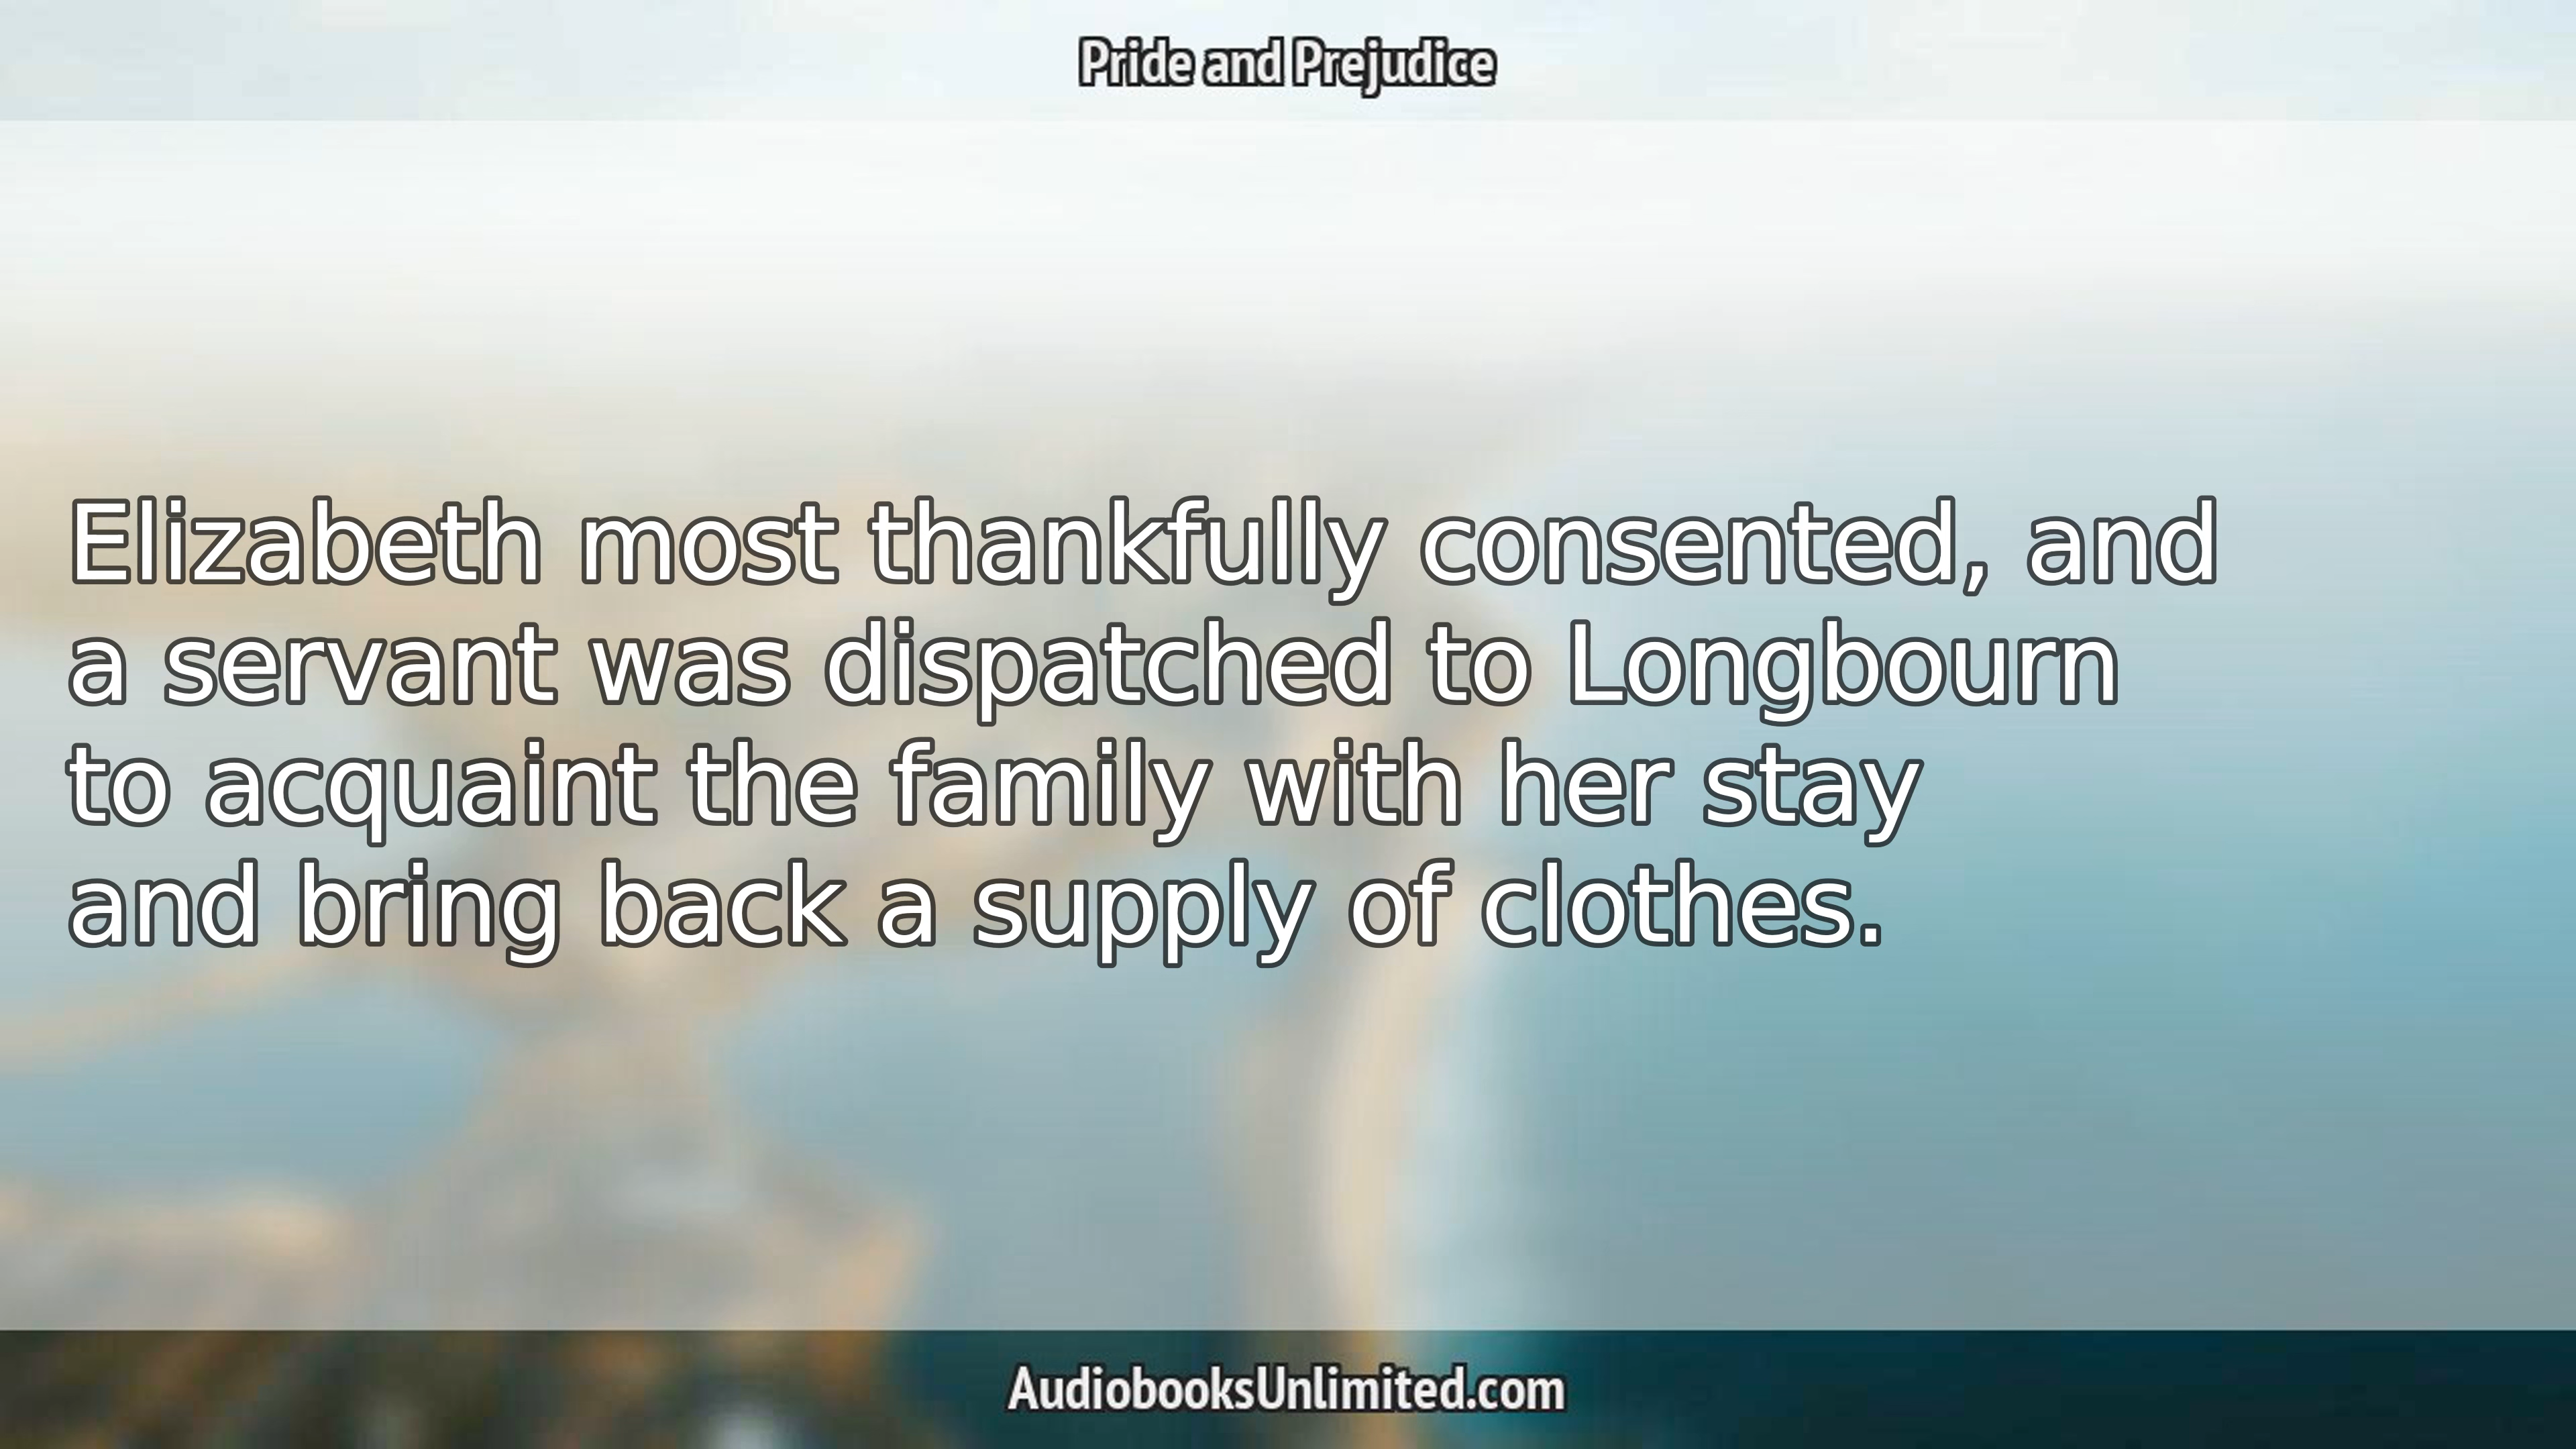 Pride and Prejudice
Elizabeth most thankfully consented, and
a servant was dispatched to Longbourn
to acquaint the family with her stay
and bring back a supply of clothes.
AudiobooksUnlimited.com